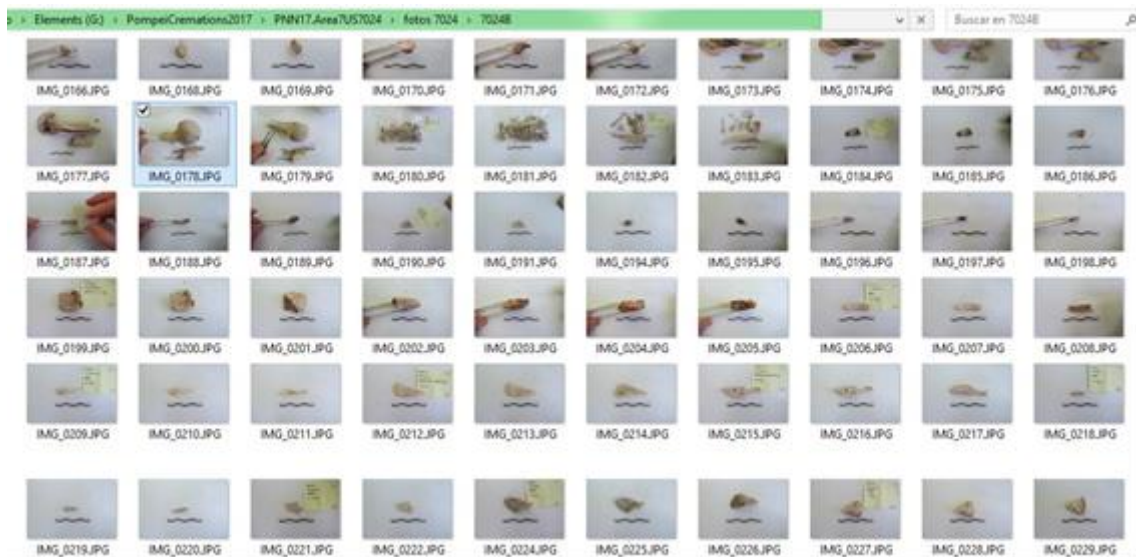 Elements (G:) > PompeiCremations2017 > PNN17.Area7US7024 > fotos 7024 > 7024B
Buscar en 7024B
IMG_0166.JPG IMG_0168.JPG IMG_0169.JPG IMG_0170.JPG IMG_0171.JPG IMG_0172.JPG IMG_0173.JPG IMG_0174.JPG IMG_0175.JPG IMG_0176.JPG
IMG_0177.JPG IMG_0178.JPG IMG_0179.JPG IMG_0180.JPG IMG_0181.JPG IMG_0182.JPG IMG_0183.JPG IMG_0184.JPG IMG_0185.JPG IMG_0186.JPG
IMG_0187.JPG IMG_0188.JPG IMG_0189.JPG IMG_0190.JPG IMG_0191.JPG IMG_0194.JPG IMG_0195.JPG IMG_0196.JPG IMG_0197.JPG IMG_0198.JPG
IMG_0199.JPG IMG_0200.JPG IMG_0201.JPG IMG_0202.JPG IMG_0203.JPG IMG_0204.JPG IMG_0205.JPG IMG_0206.JPG IMG_0207.JPG IMG_0208.JPG
IMG_0209.JPG IMG_0210.JPG IMG_0211.JPG IMG_0212.JPG IMG_0213.JPG IMG_0214.JPG IMG_0215.JPG IMG_0216.JPG IMG_0217.JPG IMG_0218.JPG
IMG_0219.JPG IMG_0220.JPG IMG_0221.JPG IMG_0222.JPG IMG_0224.JPG IMG_0225.JPG IMG_0226.JPG IMG_0227.JPG IMG_0228.JPG IMG_0229.JPG